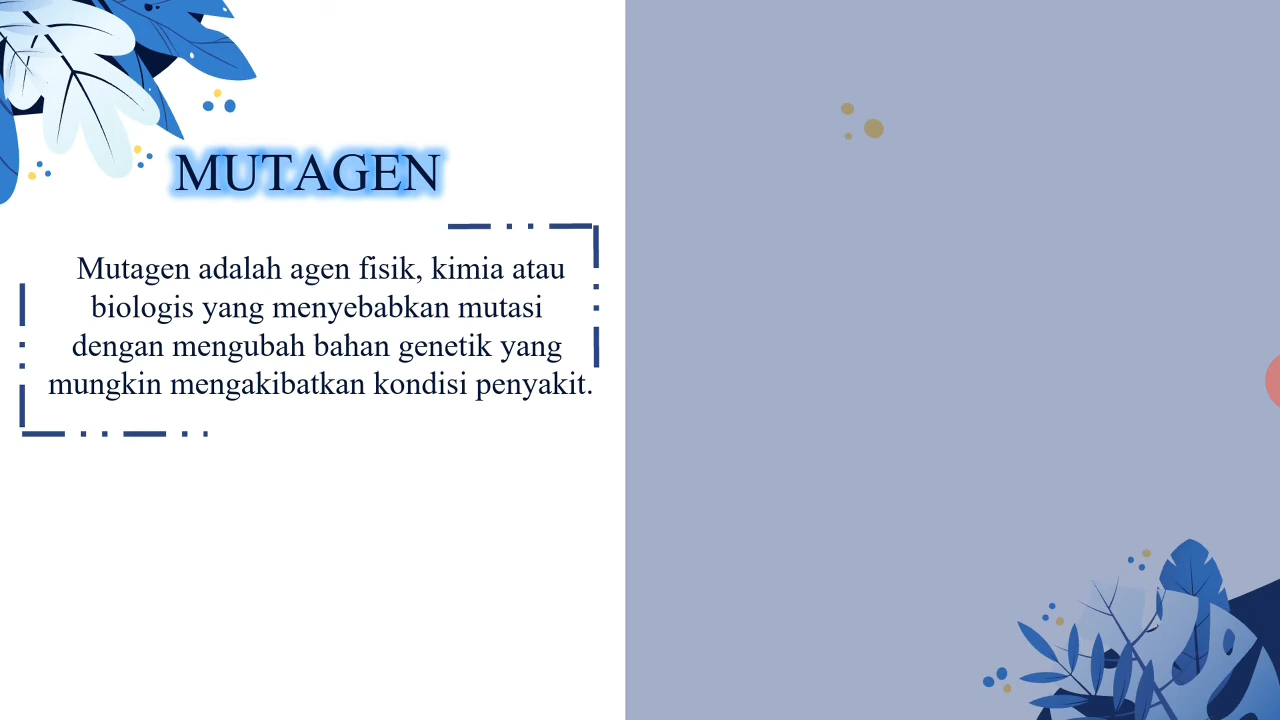 MUTAGEN
Mutagen adalah agen fisik, kimia atau
biologis yang menyebabkan mutasi
dengan mengubah bahan genetik yang
mungkin mengakibatkan kondisi penyakit.